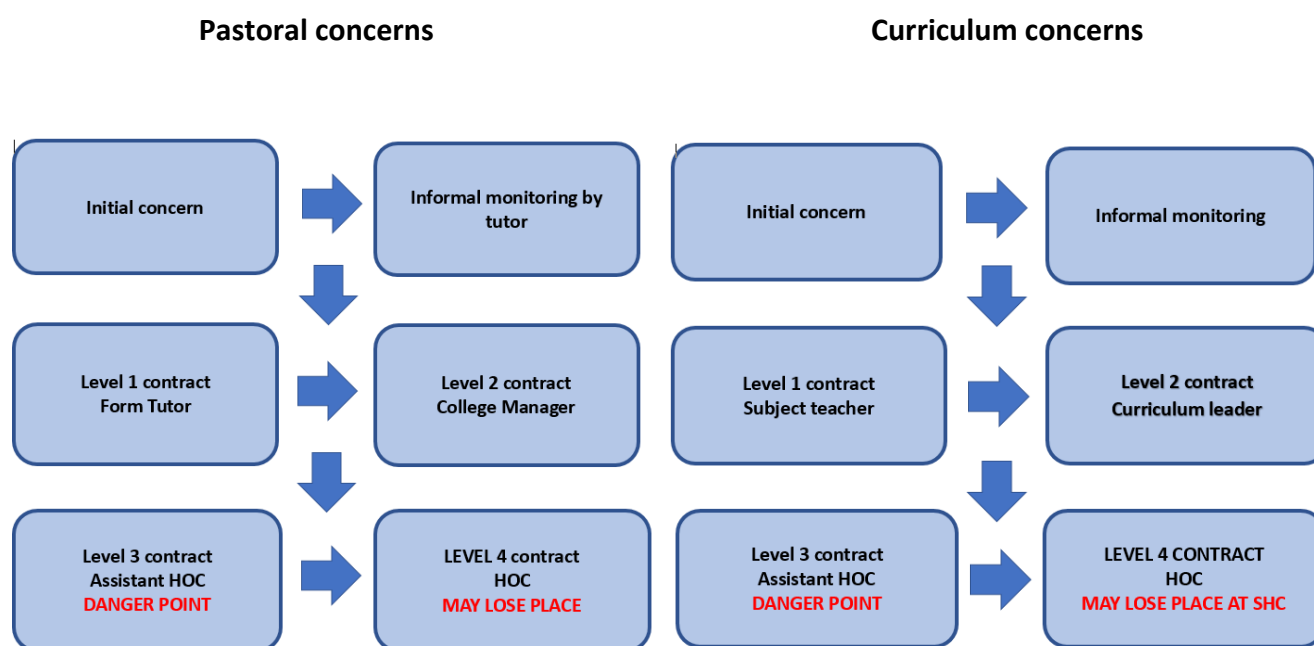 Pastoral concerns
Initial concern
Informal monitoring by
tutor
Level 1 contract
Form Tutor
Level 2 contract
College Manager
Level 3 contract
Assistant HOC
DANGER POINT
LEVEL 4 contract
HOC
MAY LOSE PLACE
Curriculum concerns
Initial concern
Informal monitoring
Level 1 contract
Subject teacher
Level 2 contract
Curriculum leader
Level 3 contract
Assistant HOC
DANGER POINT
LEVEL 4 CONTRACT
HOC
MAY LOSE PLACE AT SHC